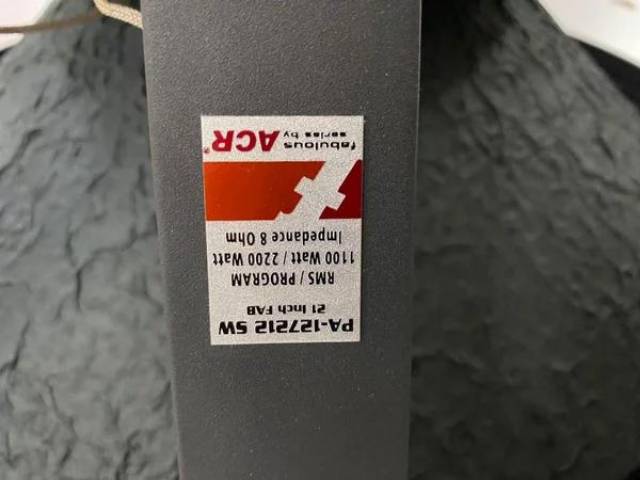 PA-127212 SW
21 Inch FAB
RMS / PROGRAM
1100 Watt / 2200 Watt
Impedance 8 Ohm
fabulous
series by
ACR®